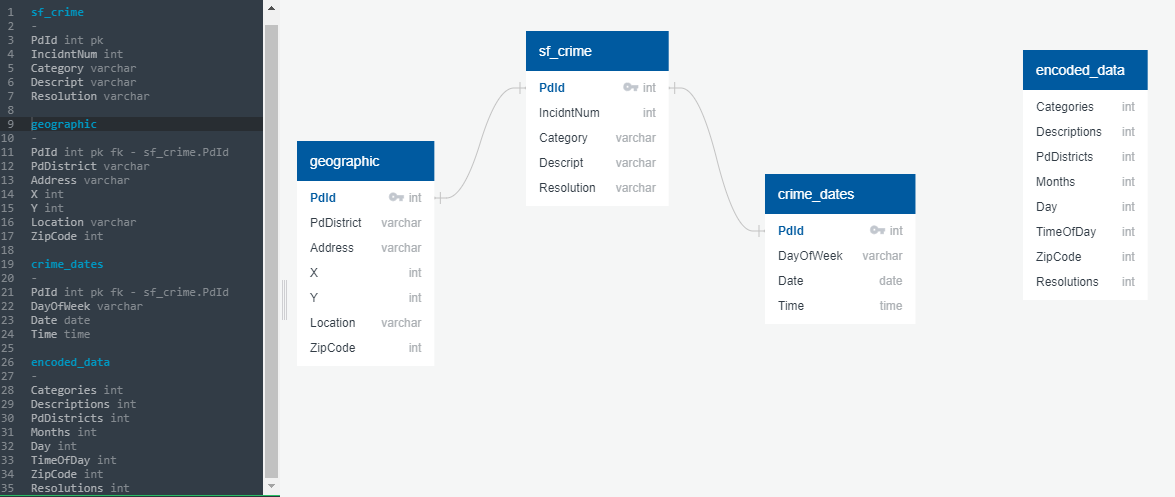 1 sf_crime
2 -
3 PdId int pk
4 IncidntNum int
5 Category varchar
6 Descript varchar
7 Resolution varchar
8
9 geographic
10 -
11 PdId int pk fk - sf_crime.PdId
12 PdDistrict varchar
13 Address varchar
14 X int
15 Y int
16 Location varchar
17 ZipCode int
18
19 crime_dates
20 -
21 PdId int pk fk - sf_crime.PdId
22 DayOfWeek varchar
23 Date date
24 Time time
25
26 encoded_data
27 -
28 Categories int
29 Descriptions int
30 PdDistricts int
31 Months int
32 Day int
33 TimeOfDay int
34 ZipCode int
35 Resolutions int
geographic
PdId int
PdDistrict varchar
Address varchar
X int
Y int
Location varchar
ZipCode int
sf_crime
PdId int
IncidntNum int
Category varchar
Descript varchar
Resolution varchar
crime_dates
PdId int
DayOfWeek varchar
Date date
Time time
encoded_data
Categories int
Descriptions int
PdDistricts int
Months int
Day int
TimeOfDay int
ZipCode int
Resolutions int